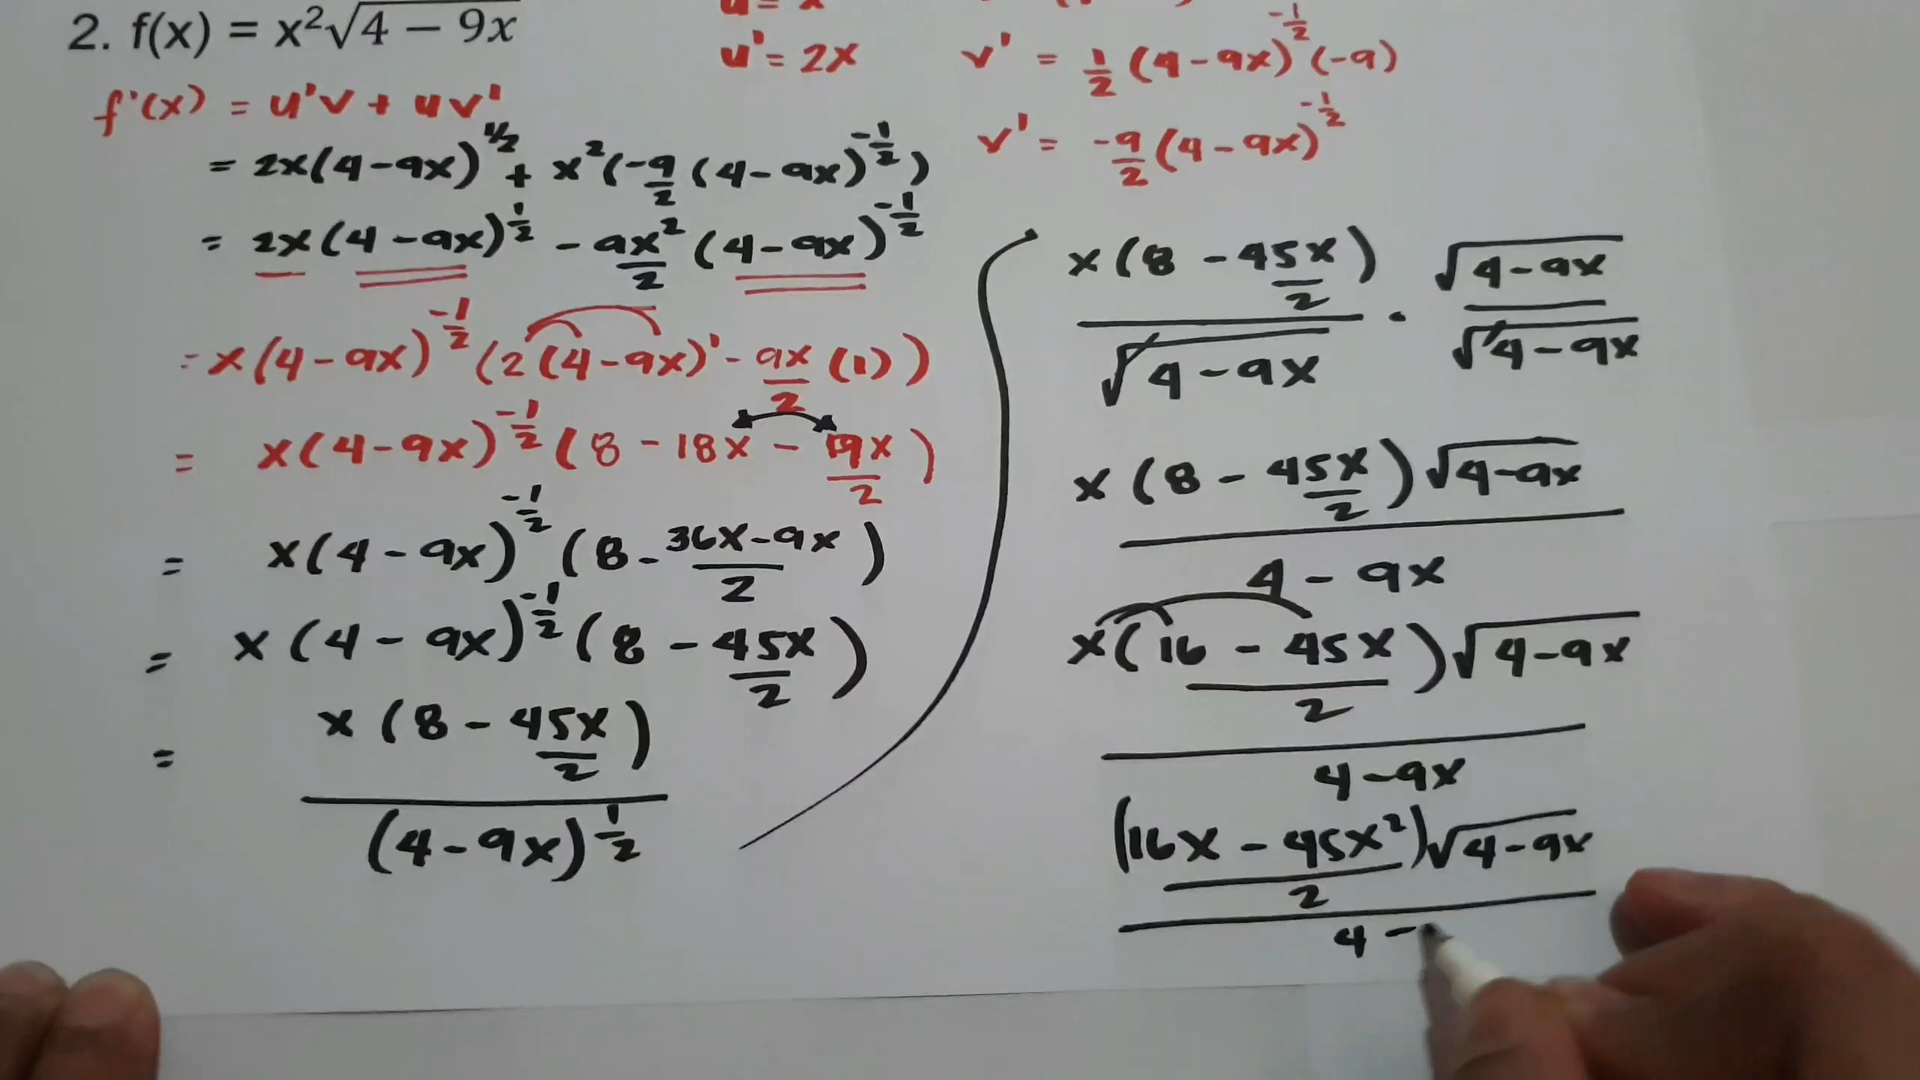 2. f(x) = x²√(4 – 9x)
u' = 2x
v' = 1/2 (4-9x)^(-1/2) (-9)
f'(x) = u'v + uv'
v' = -9/2 (4-9x)^(-1/2)
= 2x(4-9x)^(1/2) + x²(-9/2 (4-9x)^(-1/2))
= 2x(4-9x)^(1/2) - 9x²/2 (4-9x)^(-1/2)
= x(4-9x)^(-1/2) (2(4-9x)' - 9x/2 (1))
= x(4-9x)^(-1/2) (8 - 18x - 9x/2)
= x(4-9x)^(-1/2) (8 - 36x-9x/2)
= x(4-9x)^(-1/2) (8 - 45x/2)
= x(8 - 45x/2)
(4-9x)^(1/2)
x(8 - 45x/2) · √(4-9x)
√(4-9x) √(4-9x)
x(8 - 45x/2)√(4-9x)
4-9x
x(16 - 45x/2)√(4-9x)
4-9x
(16x - 45x²/2)√(4-9x)
4 -